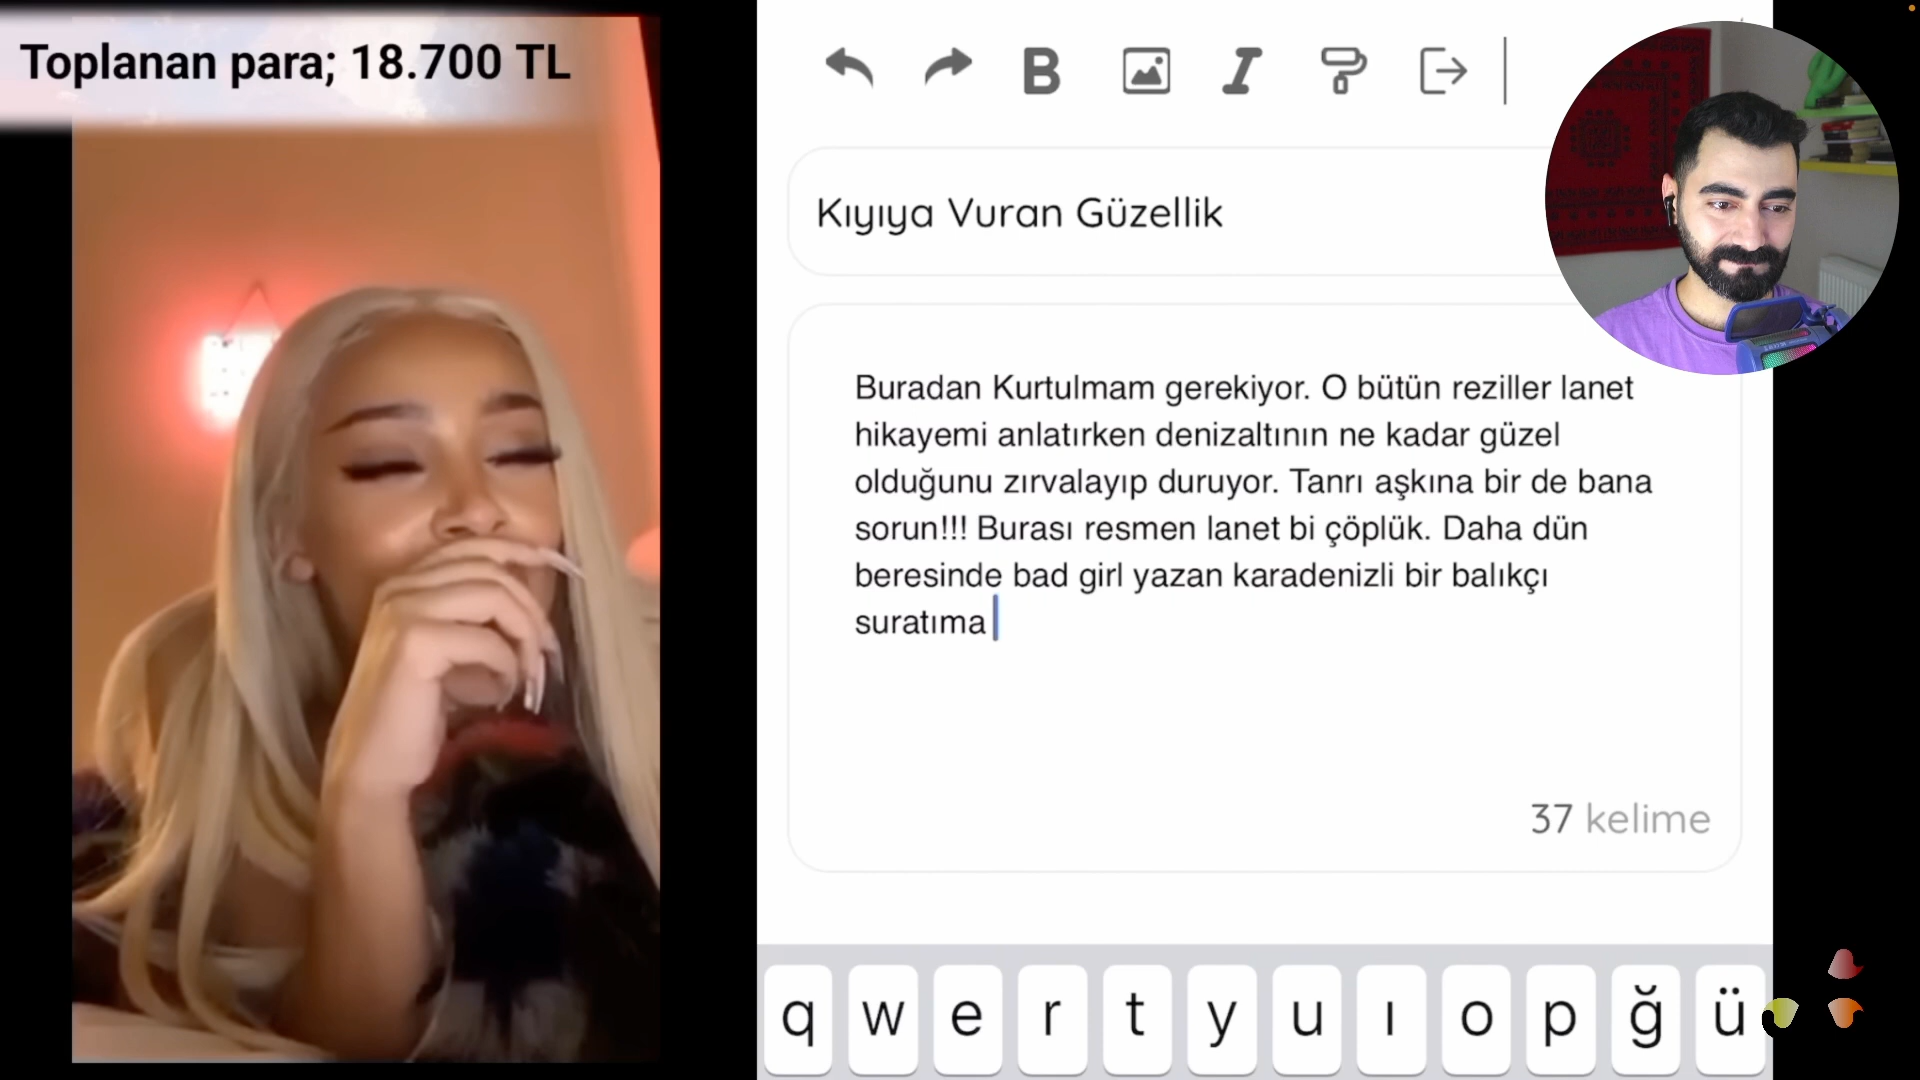 Toplanan para; 18.700 TL
Kıyıya Vuran Güzellik
Buradan Kurtulmam gerekiyor. O bütün reziller lanet
hikayemi anlatırken denizaltının ne kadar güzel
olduğunu zırvalayıp duruyor. Tanrı aşkına bir de bana
sorun!!! Burası resmen lanet bi çöplük. Daha dün
beresinde bad girl yazan karadenizli bir balıkçı
suratıma
37 kelime
q w e r t y u ı o p ğ ü